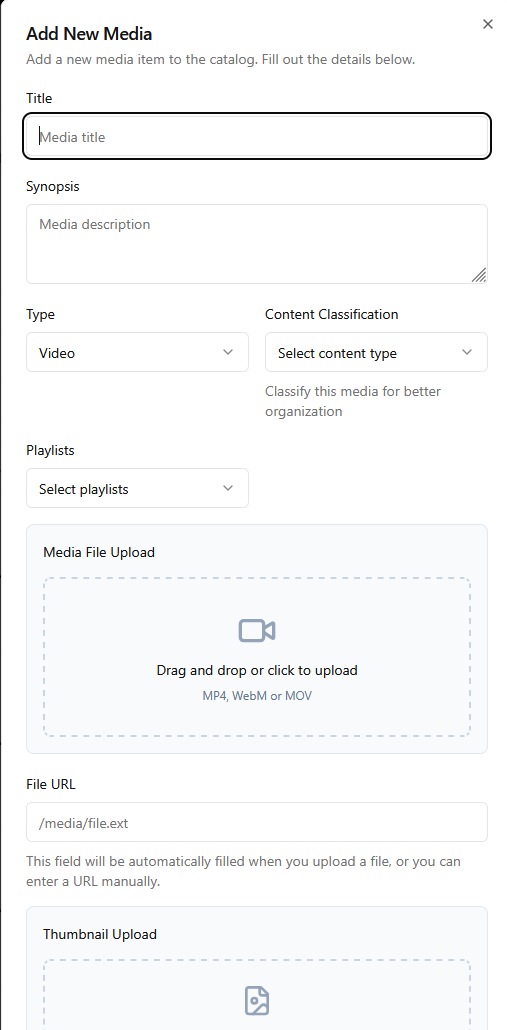 Add New Media
Add a new media item to the catalog. Fill out the details below.
Title
Media title
Synopsis
Media description
Type
Content Classification
Video
Select content type
Classify this media for better
organization
Playlists
Select playlists
Media File Upload
Drag and drop or click to upload
MP4, WebM or MOV
File URL
/media/file.ext
This field will be automatically filled when you upload a file, or you can
enter a URL manually.
Thumbnail Upload